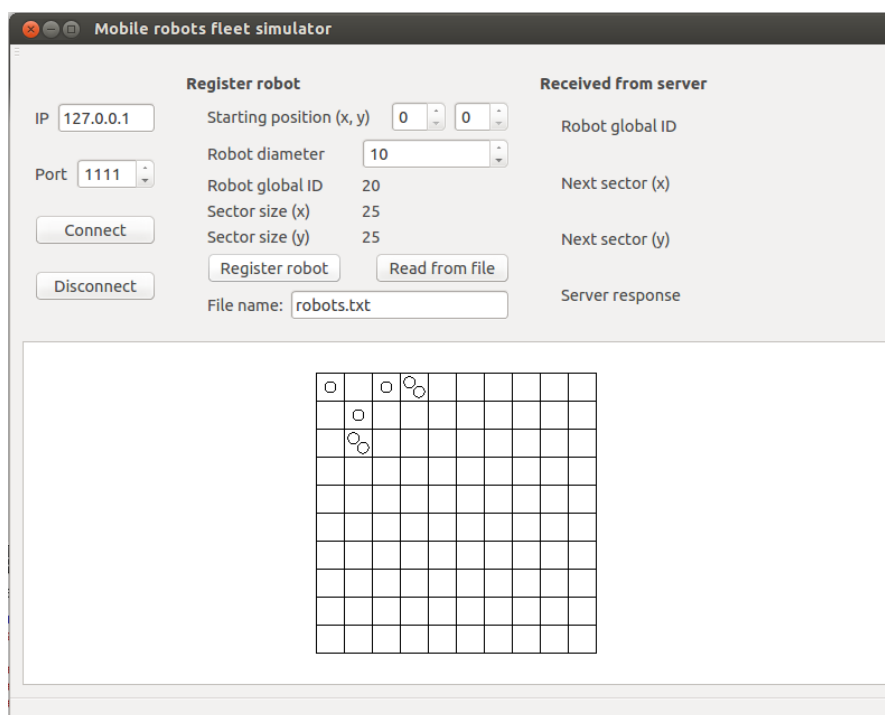 Mobile robots fleet simulator
IP 127.0.0.1
Port 1111
Connect
Disconnect
Register robot
Starting position (x, y) 0 0
Robot diameter 10
Robot global ID 20
Sector size (x) 25
Sector size (y) 25
Register robot Read from file
File name: robots.txt
Received from server
Robot global ID
Next sector (x)
Next sector (y)
Server response